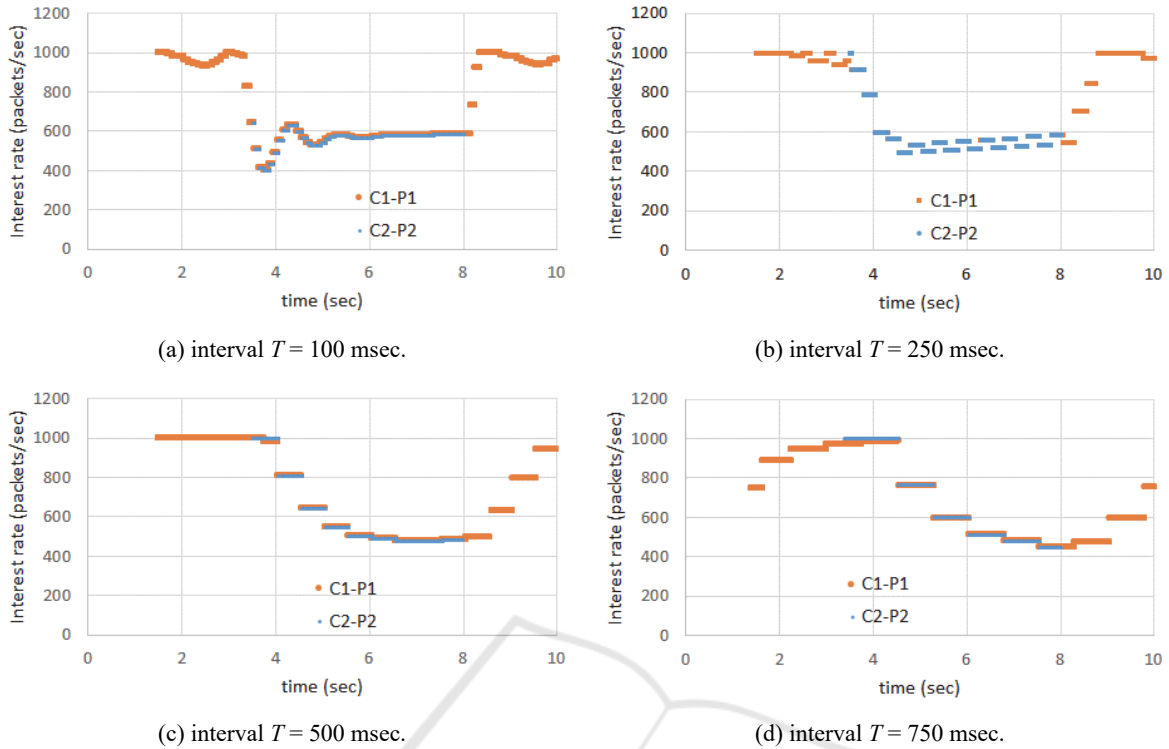 Interest rate (packets/sec)
1200
1000
800
600
400
200
0
C1-P1
C2-P2
0 2 4 6 8 10
time (sec)
(a) interval T = 100 msec.
Interest rate (packets/sec)
1200
1000
800
600
400
200
0
C1-P1
C2-P2
0 2 4 6 8 10
time (sec)
(b) interval T = 250 msec.
Interest rate (packets/sec)
1200
1000
800
600
400
200
0
C1-P1
C2-P2
0 2 4 6 8 10
time (sec)
(c) interval T = 500 msec.
Interest rate (packets/sec)
1200
1000
800
600
400
200
0
C1-P1
C2-P2
0 2 4 6 8 10
time (sec)
(d) interval T = 750 msec.